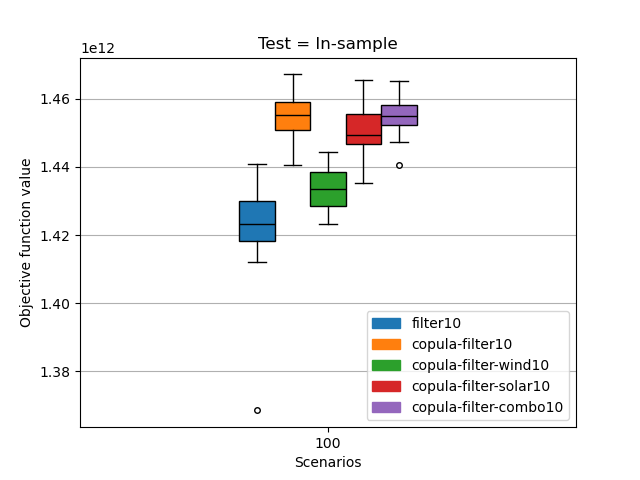 Test = In-sample
1e12
1.46
1.44
1.42
1.40
1.38
Objective function value
filter10
copula-filter10
copula-filter-wind10
copula-filter-solar10
copula-filter-combo10
100
Scenarios